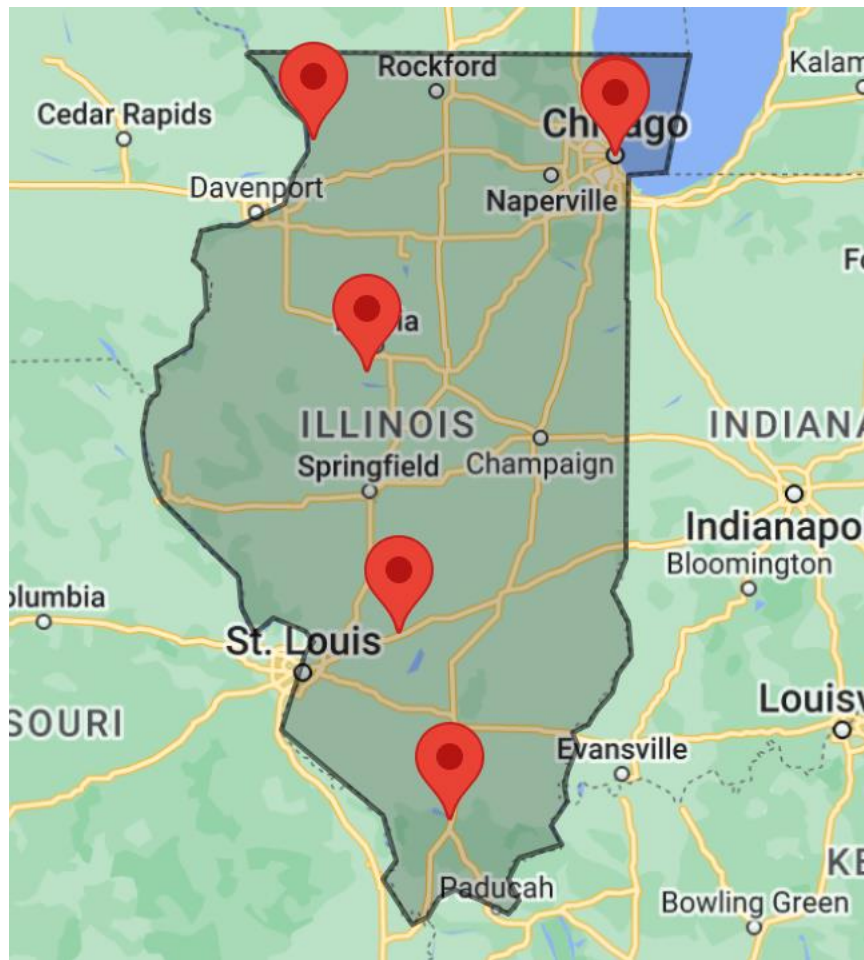 Rockford
Kalam
Cedar Rapids
Chicago
Davenport
Naperville
Fo
ria
ILLINOIS
INDIANA
Springfield
Champaign
Indianapo
Bloomington
olumbia
St. Louis
SOURI
Louisv
Evansville
KE
Paducah
Bowling Green